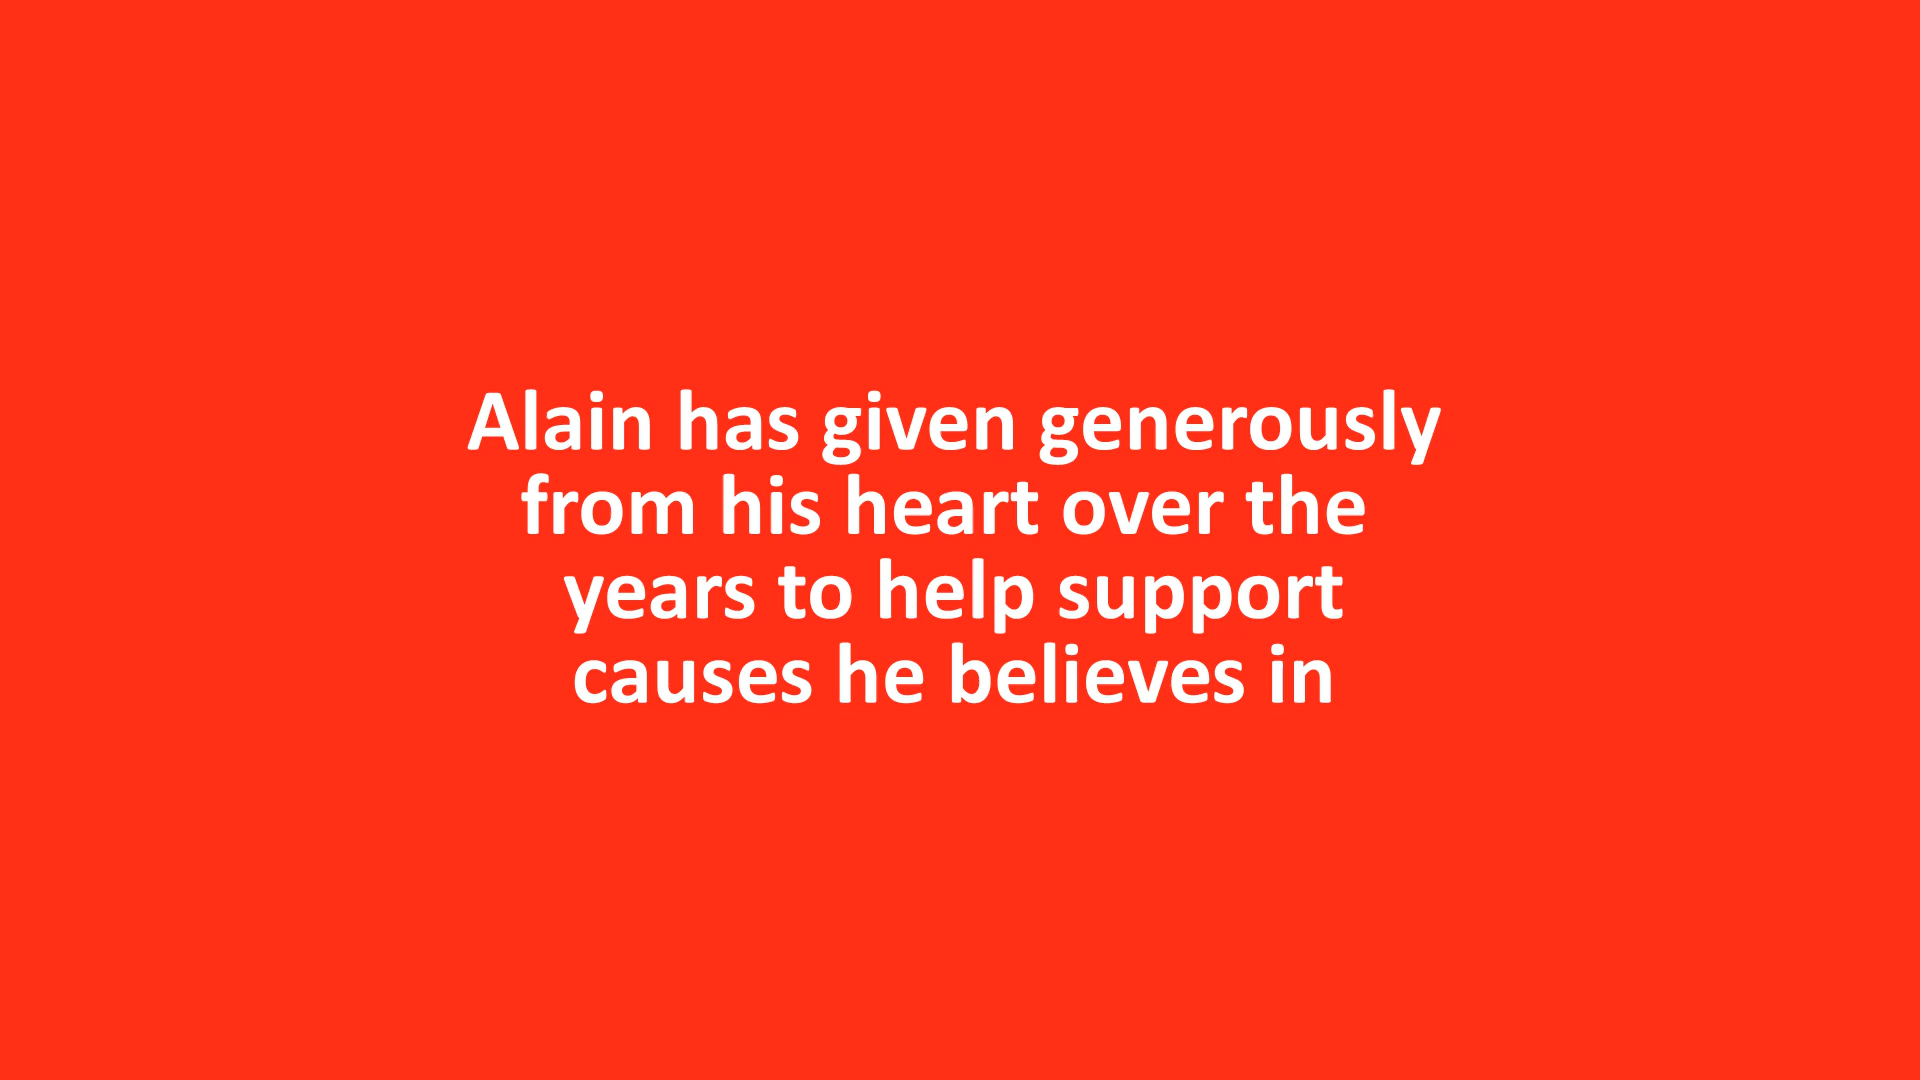 Alain has given generously
from his heart over the
years to help support
causes he believes in